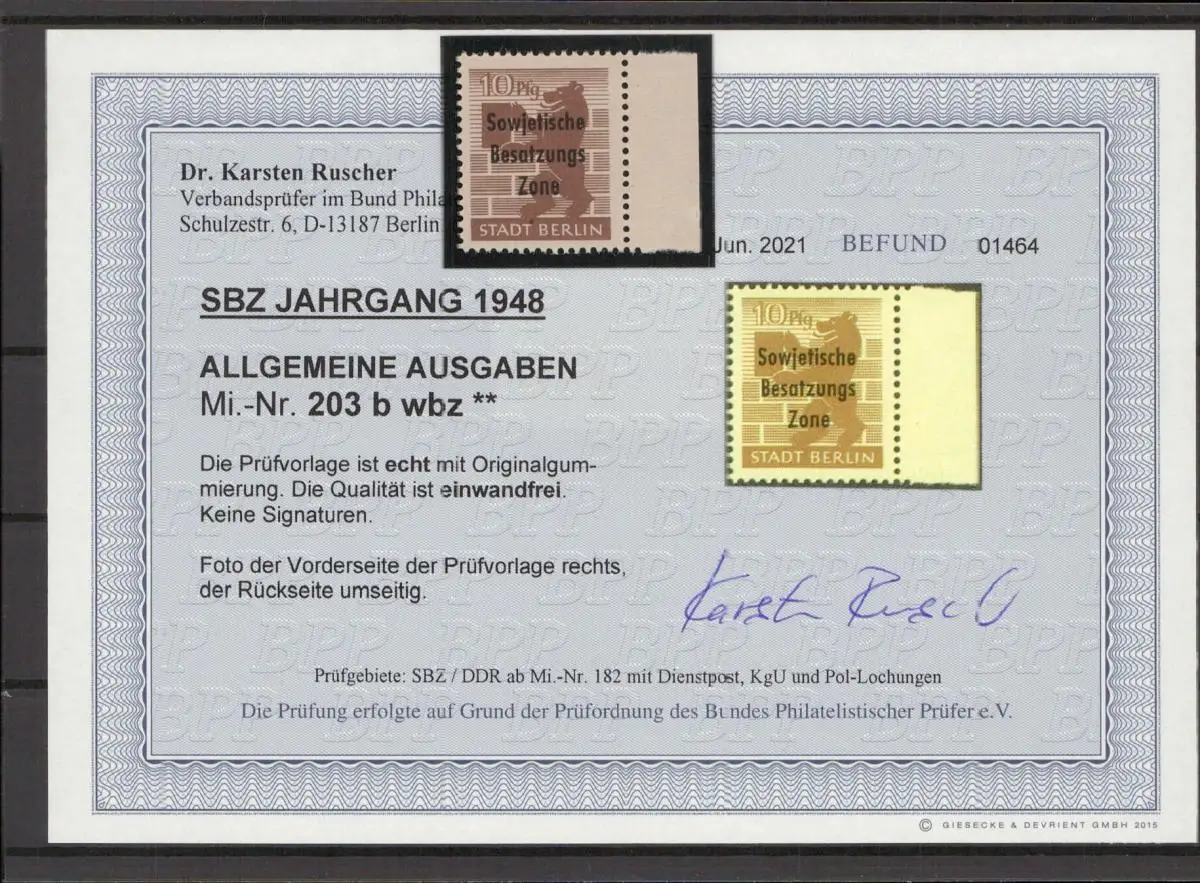 10 Pfg
Sowjetische
Besatzungs
Zone
STADT BERLIN
Dr. Karsten Ruscher
Verbandsprüfer im Bund
Schulzestr. 6, D-13187 Berlin
Jun. 2021 BEFUND 01464
SBZ JAHRGANG 1948
ALLGEMEINE AUSGABEN
Mi.-Nr. 203 b wbz **
10 Pfg
Sowjetische
Besatzungs
Zone
STADT BERLIN
Die Prüfvorlage ist echt mit Originalgum-
mierung. Die Qualität ist einwandfrei.
Keine Signaturen.
Foto der Vorderseite der Prüfvorlage rechts,
der Rückseite umseitig.
Karsten Ruscher
Prüfgebiete: SBZ / DDR ab Mi.-Nr. 182 mit Dienstpost, KgU und Pol-Lochungen
Die Prüfung erfolgte auf Grund der Prüfordnung des Bundes Philatelistischer Prüfer e.V.
© GIESECKE & DEVRIENT GMBH 2015